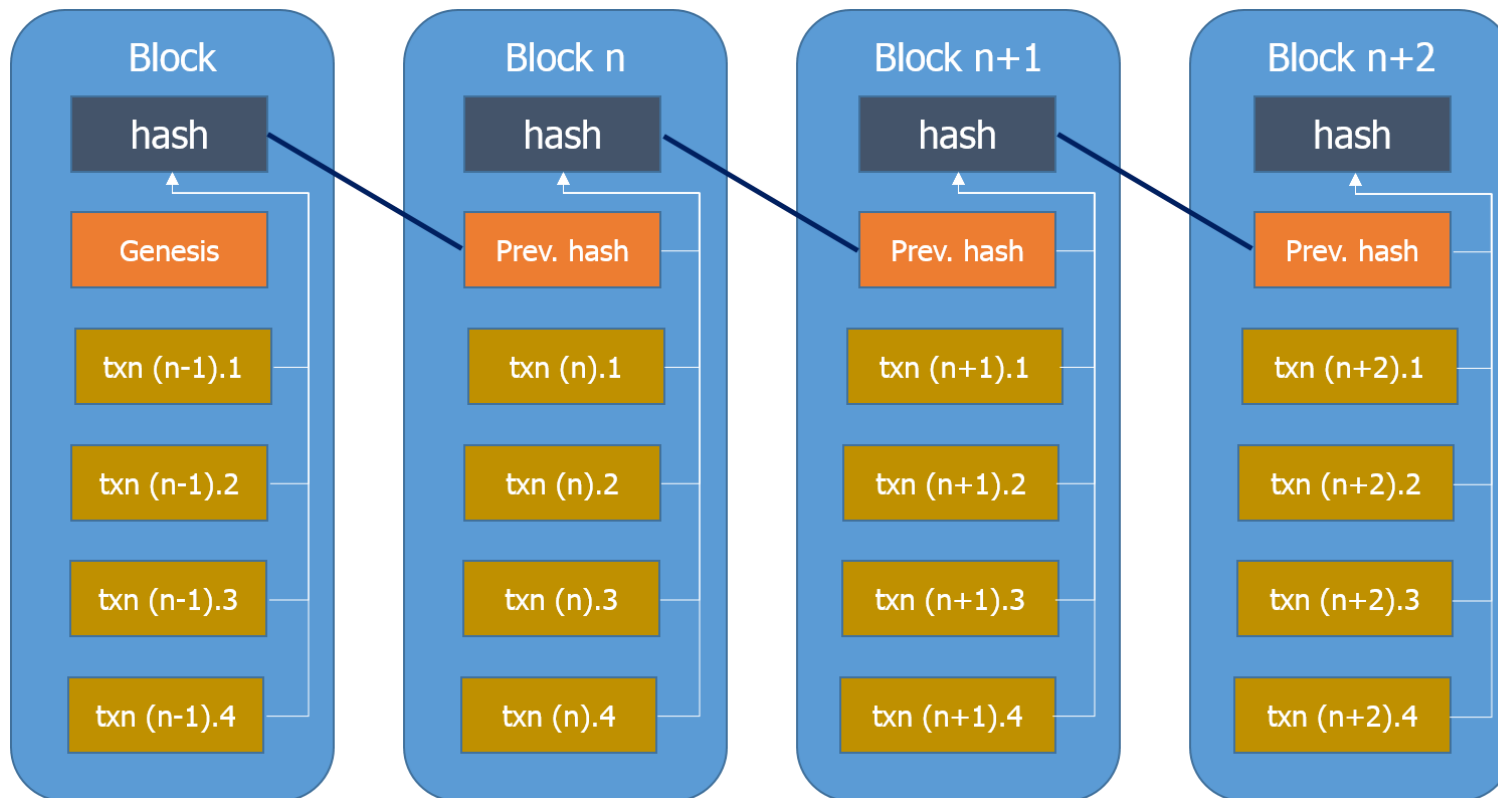 Block
hash
Genesis
txn (n-1).1
txn (n-1).2
txn (n-1).3
txn (n-1).4
Block n
hash
Prev. hash
txn (n).1
txn (n).2
txn (n).3
txn (n).4
Block n+1
hash
Prev. hash
txn (n+1).1
txn (n+1).2
txn (n+1).3
txn (n+1).4
Block n+2
hash
Prev. hash
txn (n+2).1
txn (n+2).2
txn (n+2).3
txn (n+2).4